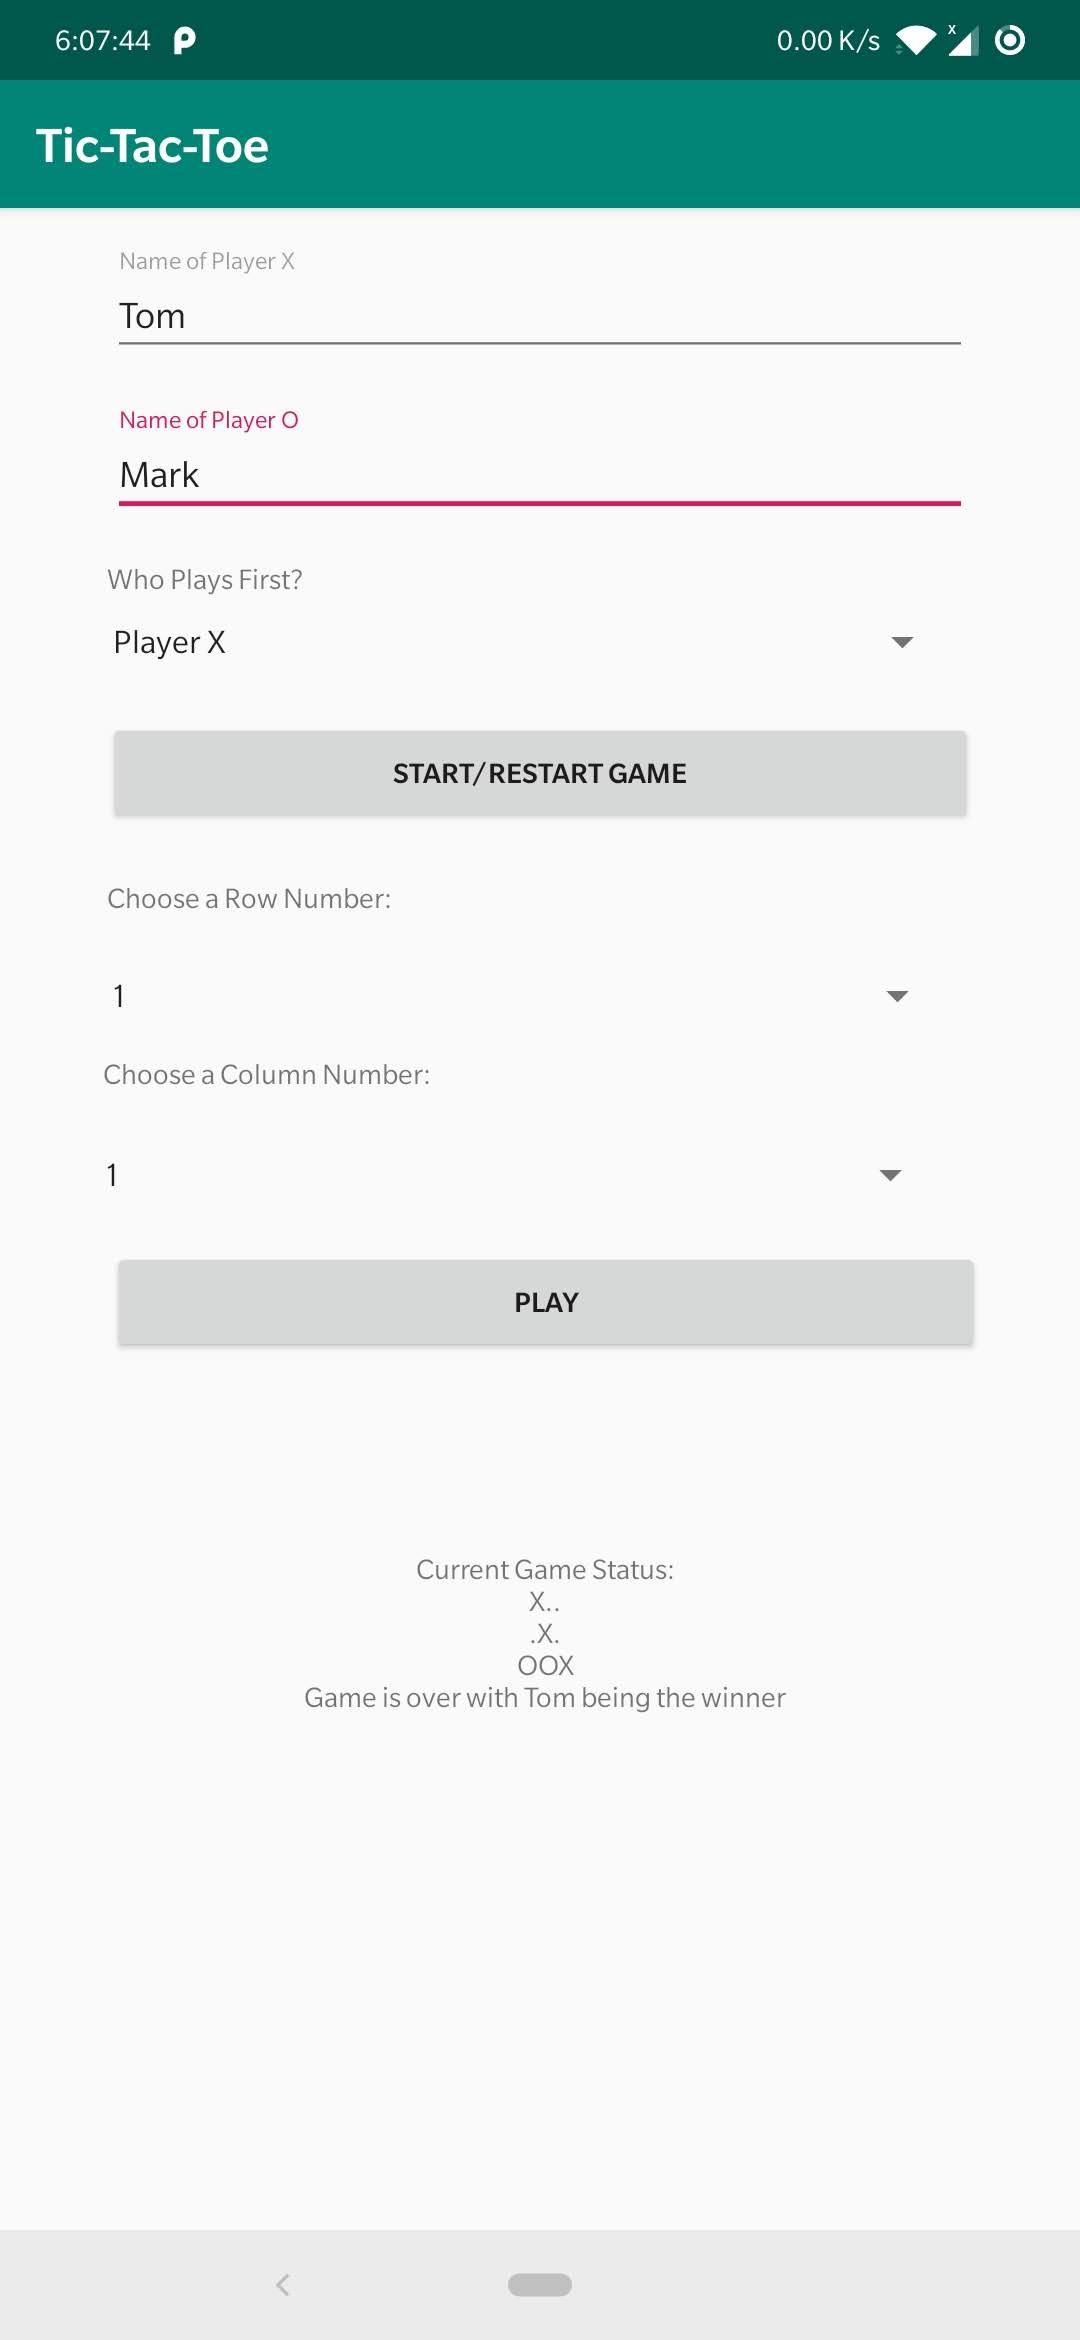 6:07:44 0.00 K/s
Tic-Tac-Toe
Name of Player X
Tom
Name of Player O
Mark
Who Plays First?
Player X
START/RESTART GAME
Choose a Row Number:
1
Choose a Column Number:
1
PLAY
Current Game Status:
X..
.X.
OOX
Game is over with Tom being the winner